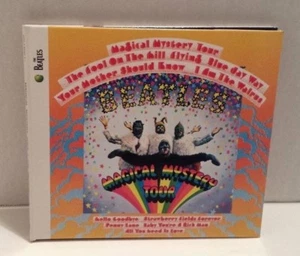 THE BEATLES
Magical Mystery Tour
The Fool On The Hill Flying Blue Jay Way
Your Mother Should Know I Am The Walrus
BEATLES
MAGICAL MYSTERY
TOUR
Hello Goodbye Strawberry Fields Forever
Penny Lane Baby You're A Rich Man
All You Need Is Love